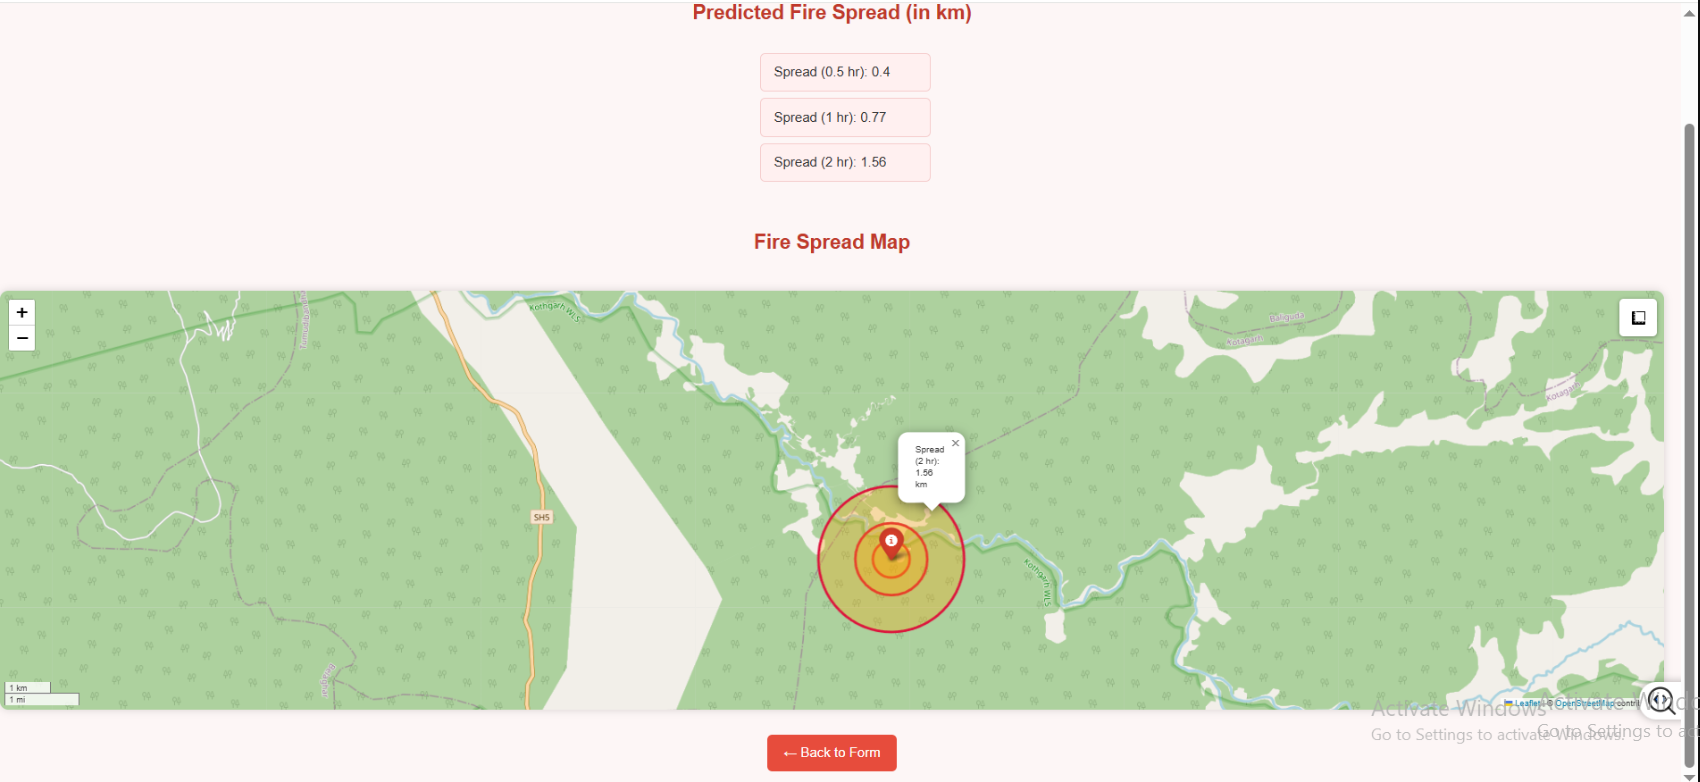 Predicted Fire Spread (in km)
Spread (0.5 hr): 0.4
Spread (1 hr): 0.77
Spread (2 hr): 1.56
Fire Spread Map
+
−
Kothgarh WLS
Tumudibandha
Baliguda
Kotagarh
Kotagarh
Spread
(2 hr):
1.56
km
×
SH5
Kothgarh WLS
1 km
1 mi
Leaflet | © OpenStreetMap contri
Activate Windows
Go to Settings to activate Windows.
← Back to Form